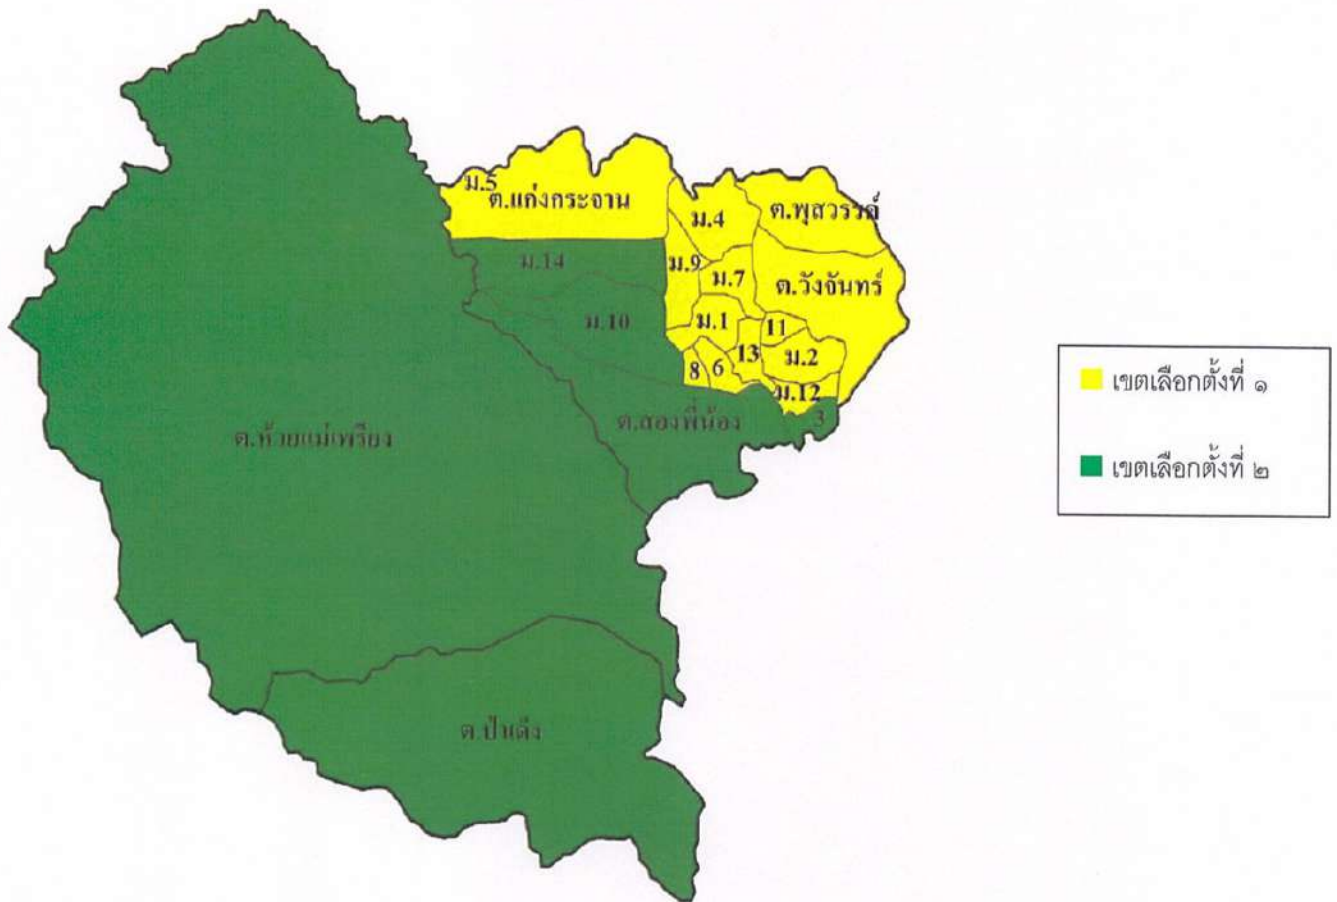 ม.5
ต.แก่งกระจาน
ม.4
ต.พุสวรรค์
ม.14
ม.9
ม.7
ต.วังจันทร์
ม.10
ม.1
11
13
ม.2
8
6
ม.12
3
ต.สองพี่น้อง
ต.ห้วยแม่เพรียง
ต.ป่าเด็ง
เขตเลือกตั้งที่ ๑
เขตเลือกตั้งที่ ๒